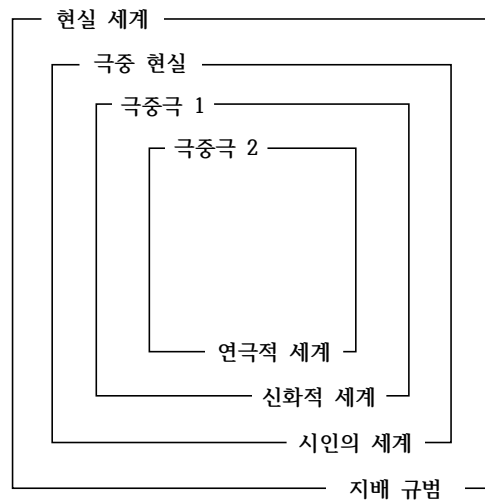 현실 세계
극중 현실
극중극 1
극중극 2
연극적 세계
신화적 세계
시인의 세계
지배 규범